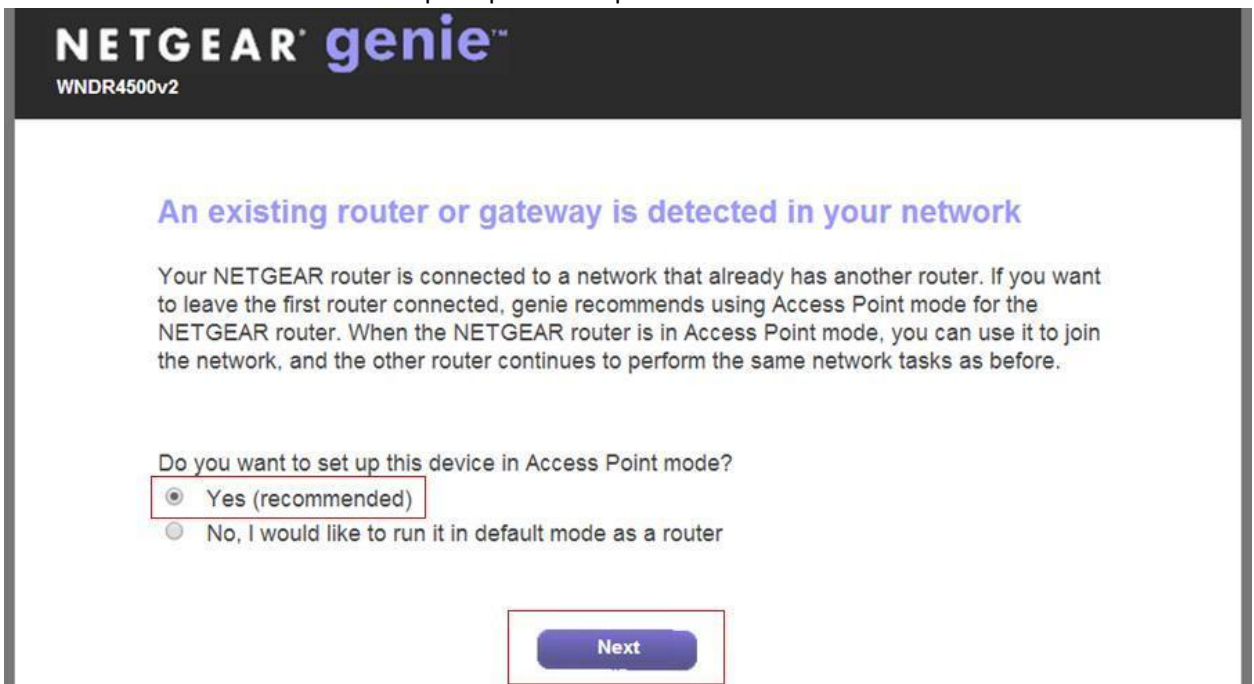 NETGEAR® genie™
WNDR4500v2
An existing router or gateway is detected in your network
Your NETGEAR router is connected to a network that already has another router. If you want
to leave the first router connected, genie recommends using Access Point mode for the
NETGEAR router. When the NETGEAR router is in Access Point mode, you can use it to join
the network, and the other router continues to perform the same network tasks as before.
Do you want to set up this device in Access Point mode?
Yes (recommended)
No, I would like to run it in default mode as a router
Next